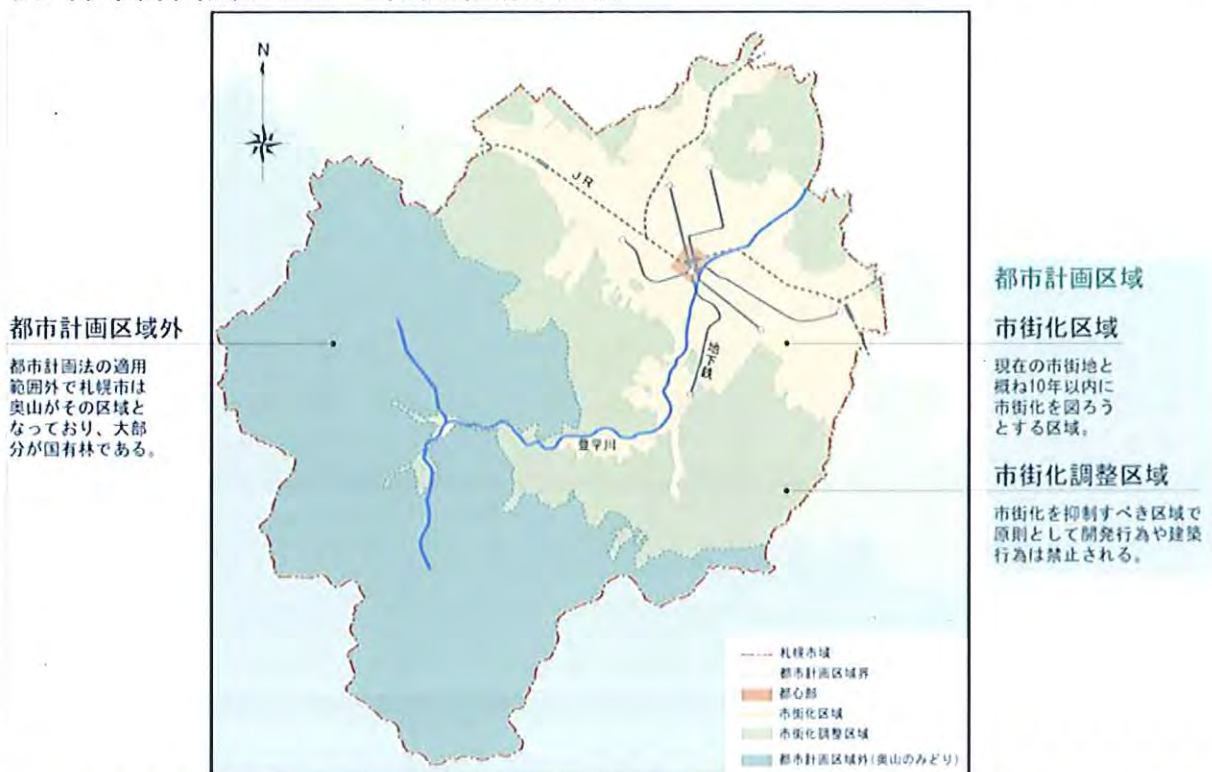 N
JR
地下鉄
豊平川
都市計画区域外
都市計画法の適用
範囲外で札幌市は
奥山がその区域と
なっており、大部
分が国有林である。
都市計画区域
市街化区域
現在の市街地と
概ね10年以内に
市街化を図ろう
とする区域。
市街化調整区域
市街化を抑制すべき区域で
原則として開発行為や建築
行為は禁止される。
札幌市域
都市計画区域界
都心部
市街化区域
市街化調整区域
都市計画区域外(奥山のみどり)